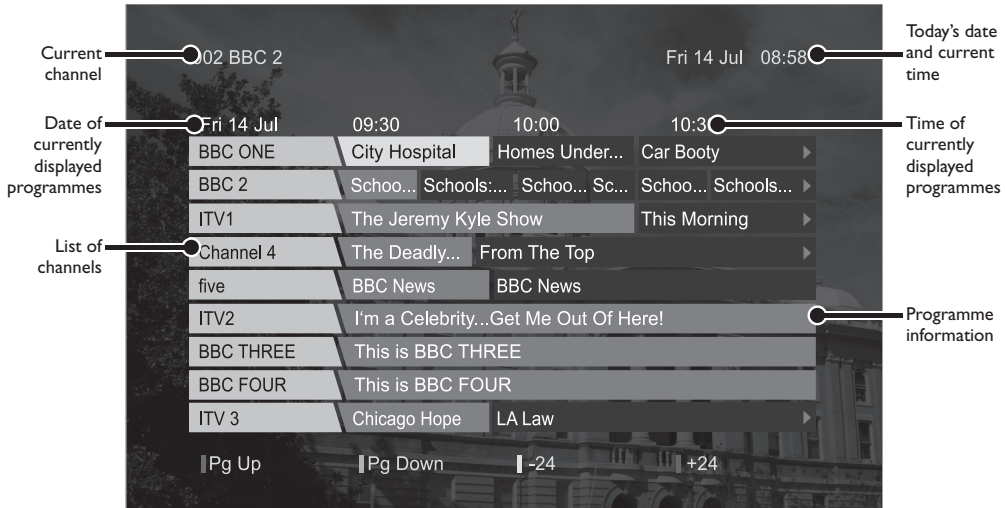 Current
channel
002 BBC 2
Fri 14 Jul 08:58
Today's date
and current
time
Date of
currently
displayed
programmes
Fri 14 Jul 09:30 10:00 10:3
Time of
currently
displayed
programmes
BBC ONE City Hospital Homes Under... Car Booty
BBC 2 Schoo... Schools:... Schoo... Sc... Schoo... Schools...
ITV1 The Jeremy Kyle Show This Morning
List of
channels
Channel 4 The Deadly... From The Top
five BBC News BBC News
ITV2 I'm a Celebrity...Get Me Out Of Here!
Programme
information
BBC THREE This is BBC THREE
BBC FOUR This is BBC FOUR
ITV 3 Chicago Hope LA Law
Pg Up Pg Down -24 +24